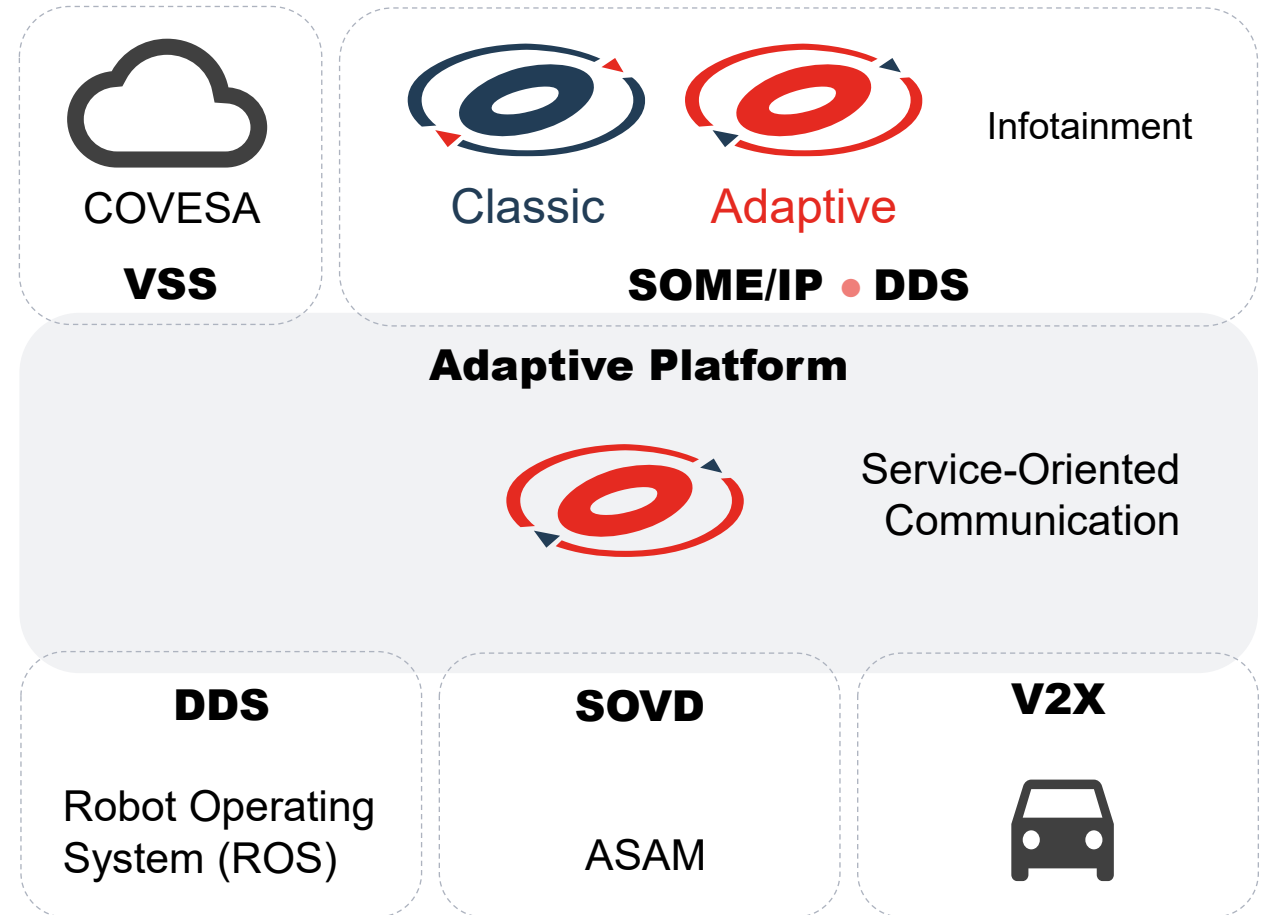 COVESA
VSS
Classic
Adaptive
Infotainment
SOME/IP • DDS
Adaptive Platform
Service-Oriented
Communication
DDS
Robot Operating
System (ROS)
SOVD
ASAM
V2X